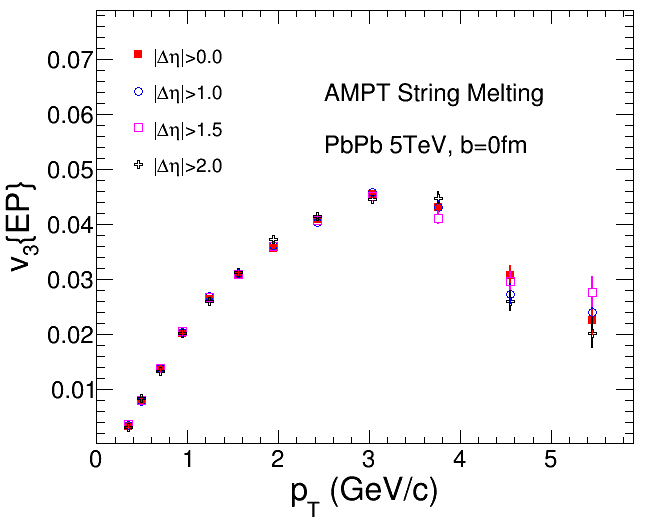 0.07
0.06
0.05
0.04
0.03
0.02
0.01
v3{EP}
|Δη|>0.0
|Δη|>1.0
|Δη|>1.5
|Δη|>2.0
AMPT String Melting
PbPb 5TeV, b=0fm
0 1 2 3 4 5
pT (GeV/c)